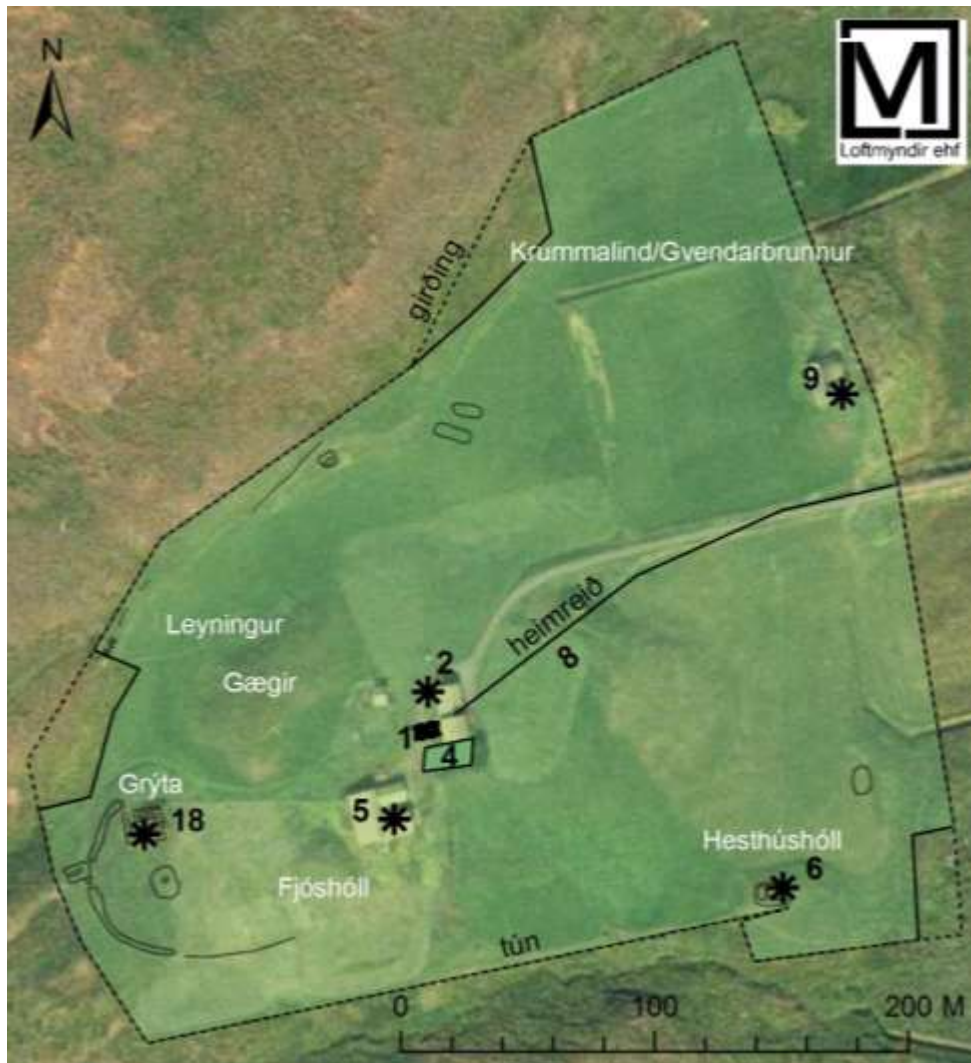 N
M
Loftmyndir ehf
girðing
Krummalind/Gvendarbrunnur
9
Leyningur
heimreið
8
Gægir
2
1
4
Grýta
18
5
Hesthúshóll
6
Fjóshóll
tún
0 100 200 M